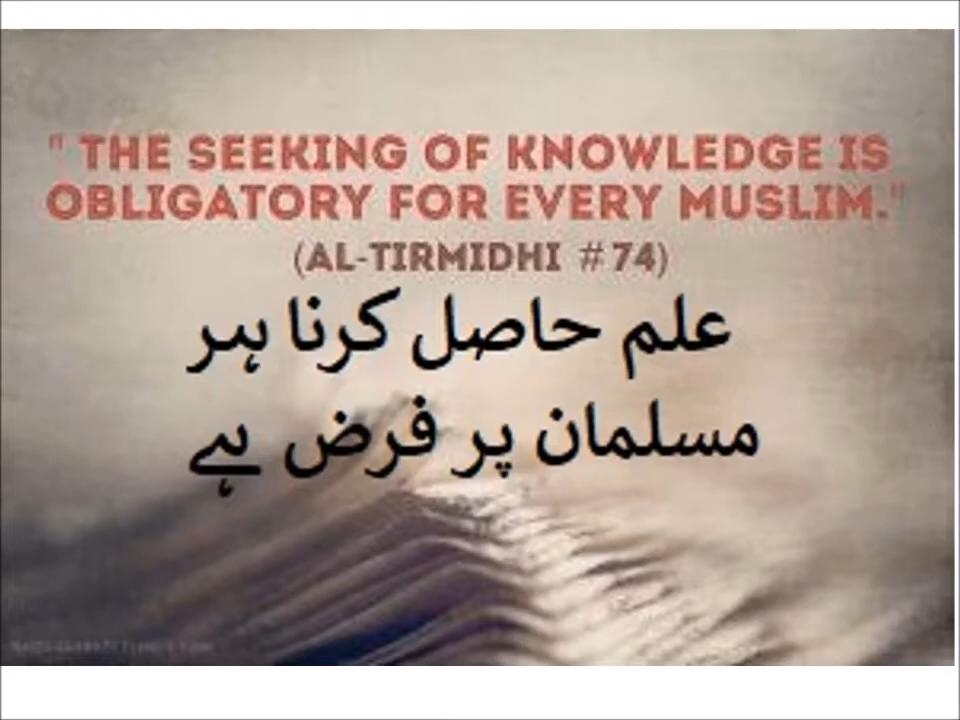 " THE SEEKING OF KNOWLEDGE IS
OBLIGATORY FOR EVERY MUSLIM."
(AL-TIRMIDHI #74)
علم حاصل کرنا ہر
مسلمان پر فرض ہے